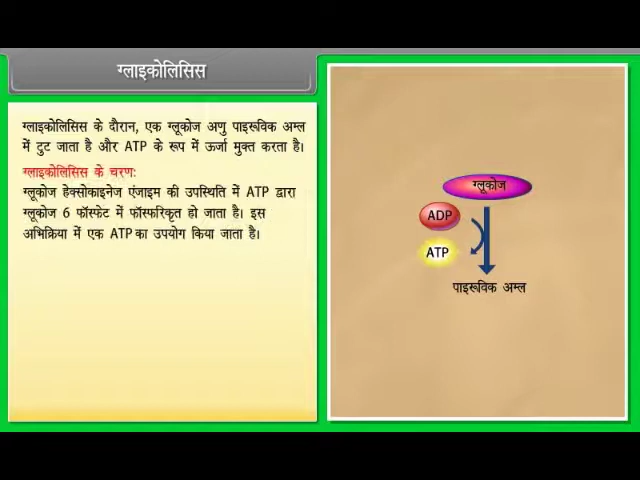 ग्लाइकोलिसिस
ग्लाइकोलिसिस के दौरान, एक ग्लूकोज अणु पाइरूविक अम्ल
में टुट जाता है और ATP के रूप में ऊर्जा मुक्त करता है।
ग्लाइकोलिसिस के चरण:
ग्लूकोज हेक्सोकाइनेज एंजाइम की उपस्थिति में ATP द्वारा
ग्लूकोज 6 फॉस्फेट में फॉस्फरिकृत हो जाता है। इस
अभिक्रिया में एक ATP का उपयोग किया जाता है।
ग्लूकोज
ADP
ATP
पाइरूविक अम्ल